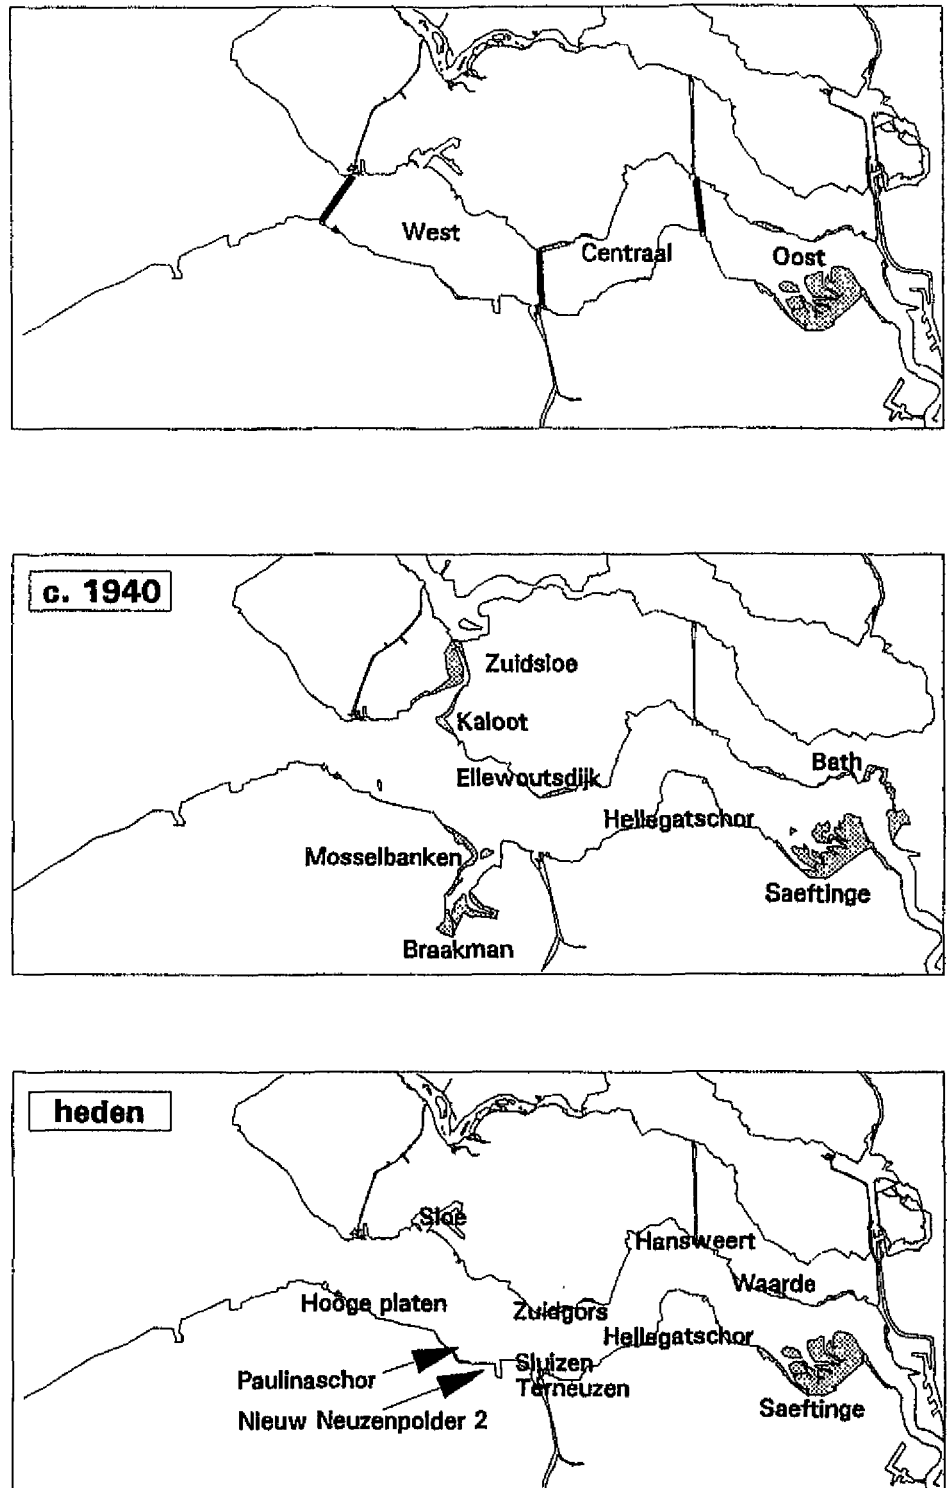 West
Centraal
Oost
c. 1940
Zuidsloe
Kaloot
Bath
Ellewoutsdijk
Hellegatschor
Mosselbanken
Saeftinge
Braakman
heden
Sloe
Hansweert
Waarde
Hooge platen
Zuidgors
Hellegatschor
Sluizen
Terneuzen
Paulinaschor
Saeftinge
Nieuw Neuzenpolder 2